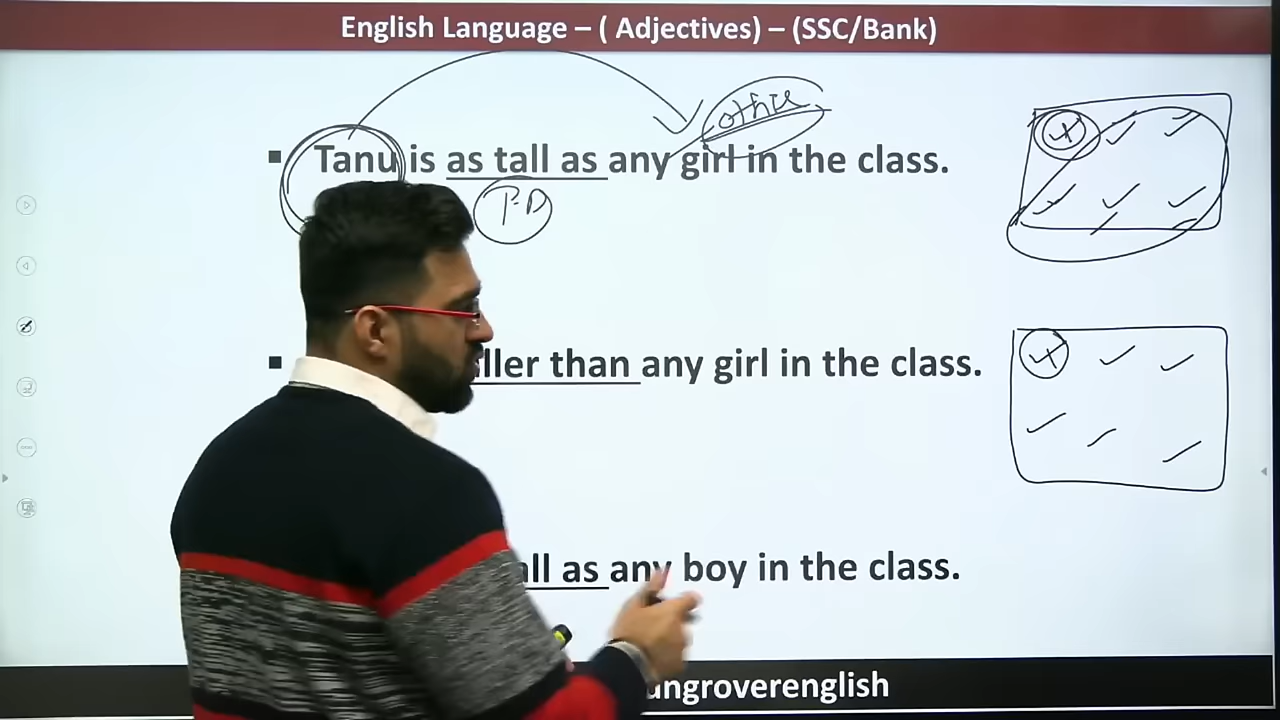 English Language – ( Adjectives) – (SSC/Bank)
other
Tanu is as tall as any girl in the class.
P.D
ller than any girl in the class.
all as any boy in the class.
ngroverenglish